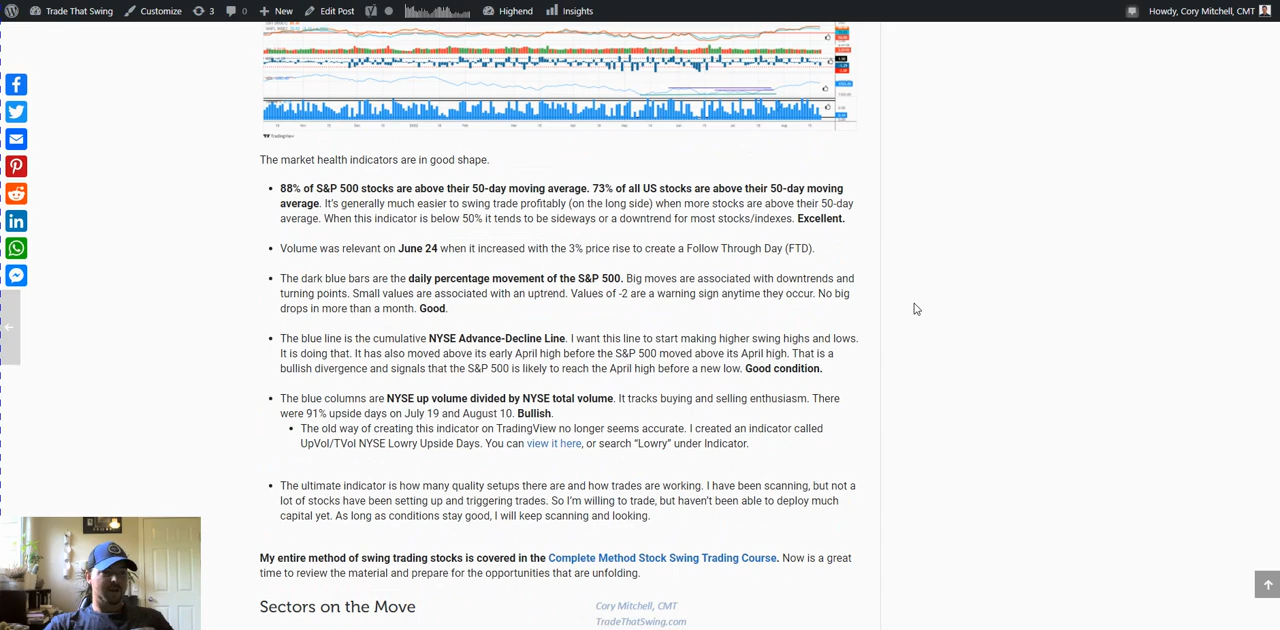 Trade That Swing
Customize
3
0
New
Edit Post
Highend
Insights
Howdy, Cory Mitchell, CMT
TradingView
The market health indicators are in good shape.
88% of S&P 500 stocks are above their 50-day moving average. 73% of all US stocks are above their 50-day moving
average. It's generally much easier to swing trade profitably (on the long side) when more stocks are above their 50-day
average. When this indicator is below 50% it tends to be sideways or a downtrend for most stocks/indexes. Excellent.
Volume was relevant on June 24 when it increased with the 3% price rise to create a Follow Through Day (FTD).
The dark blue bars are the daily percentage movement of the S&P 500. Big moves are associated with downtrends and
turning points. Small values are associated with an uptrend. Values of -2 are a warning sign anytime they occur. No big
drops in more than a month. Good.
The blue line is the cumulative NYSE Advance-Decline Line. I want this line to start making higher swing highs and lows.
It is doing that. It has also moved above its early April high before the S&P 500 moved above its April high. That is a
bullish divergence and signals that the S&P 500 is likely to reach the April high before a new low. Good condition.
The blue columns are NYSE up volume divided by NYSE total volume. It tracks buying and selling enthusiasm. There
were 91% upside days on July 19 and August 10. Bullish.
The old way of creating this indicator on TradingView no longer seems accurate. I created an indicator called
UpVol/TVol NYSE Lowry Upside Days. You can view it here, or search “Lowry” under Indicator.
The ultimate indicator is how many quality setups there are and how trades are working. I have been scanning, but not a
lot of stocks have been setting up and triggering trades. So I'm willing to trade, but haven't been able to deploy much
capital yet. As long as conditions stay good, I will keep scanning and looking.
My entire method of swing trading stocks is covered in the Complete Method Stock Swing Trading Course. Now is a great
time to review the material and prepare for the opportunities that are unfolding.
Sectors on the Move
Cory Mitchell, CMT
TradeThatSwing.com